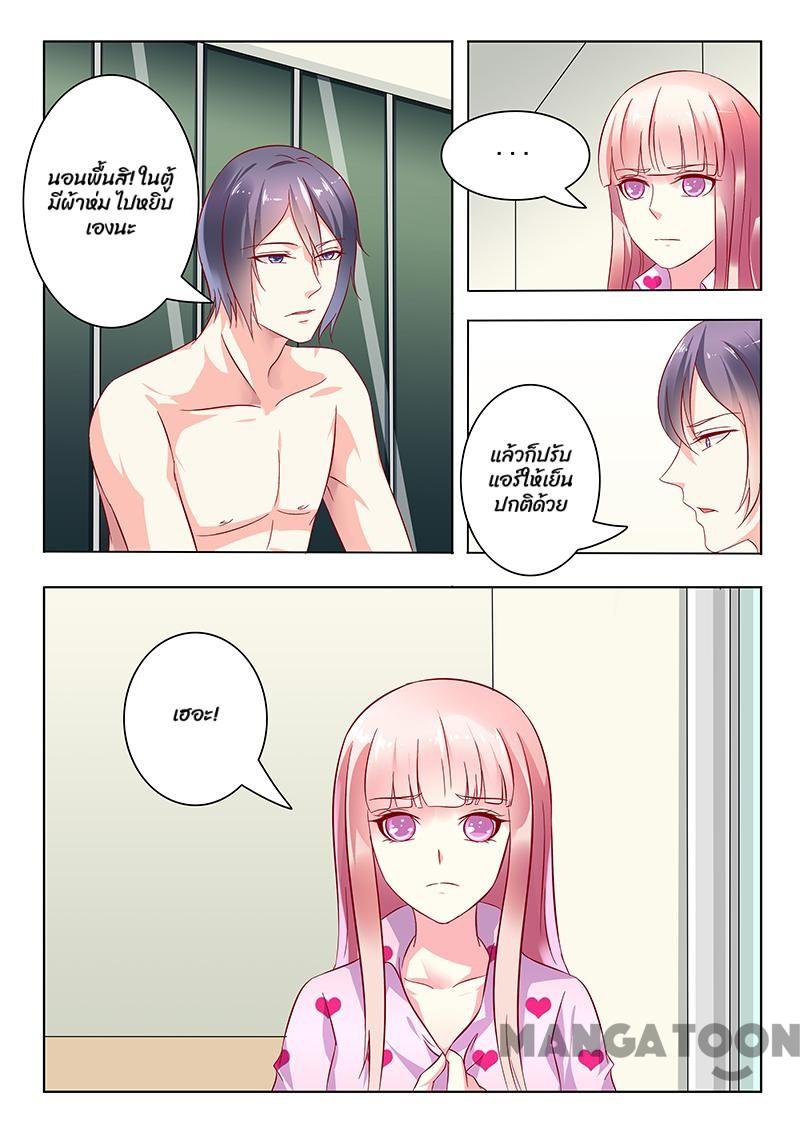 นอนพื้นสิ! ในตู้
มีผ้าห่ม ไปหยิบ
เองนะ
...
แล้วก็ปรับ
แอร์ให้เย็น
ปกติด้วย
เฮอะ!
MANGATOON